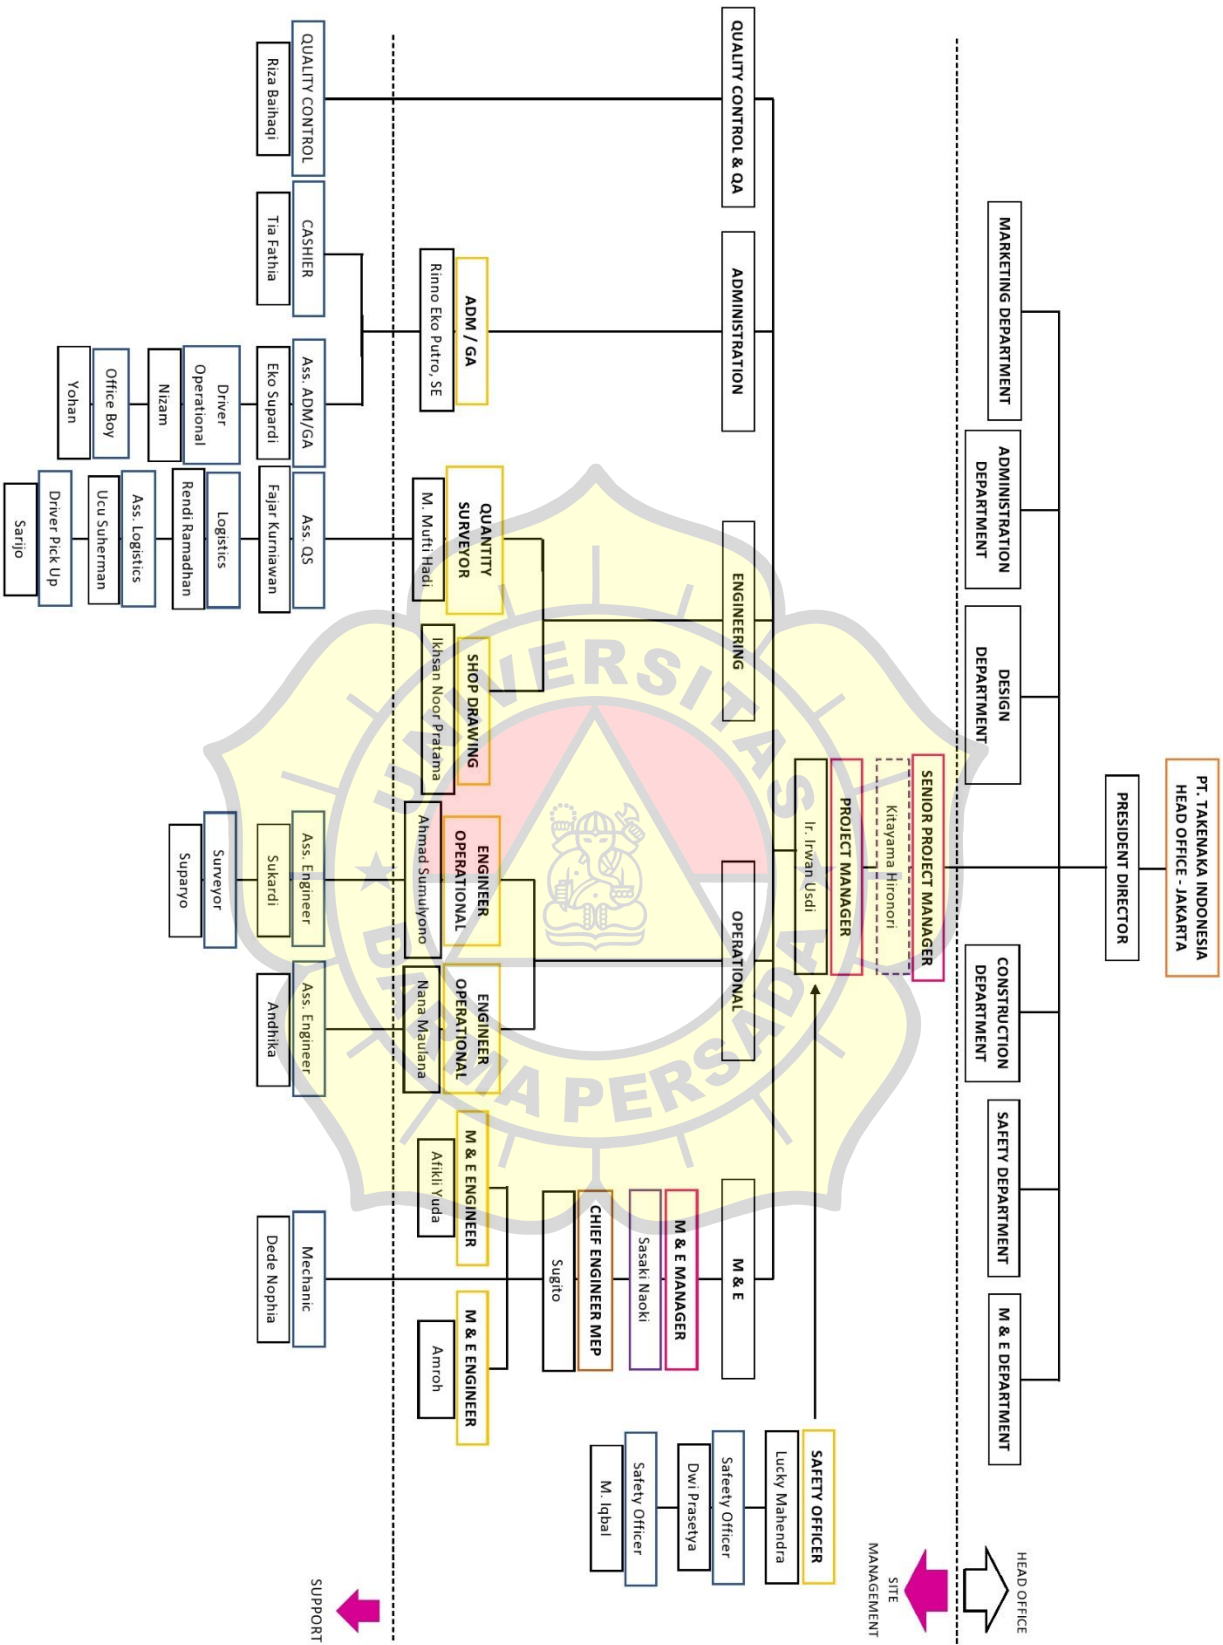 PT. TAKENAKA INDONESIA
HEAD OFFICE - JAKARTA
PRESIDENT DIRECTOR
MARKETING DEPARTMENT
ADMINISTRATION
DEPARTMENT
DESIGN
DEPARTMENT
CONSTRUCTION
DEPARTMENT
SAFETY DEPARTMENT
M & E DEPARTMENT
HEAD OFFICE
SITE
MANAGEMENT
SENIOR PROJECT MANAGER
Kitayama Hironori
PROJECT MANAGER
Ir. Irwan Usdi
SAFETY OFFICER
Lucky Mahendra
Safeety Officer
Dwi Prasetya
Safety Officer
M. Iqbal
QUALITY CONTROL & QA
ADMINISTRATION
ENGINEERING
OPERATIONAL
M & E
M & E MANAGER
Sasaki Naoki
CHIEF ENGINEER MEP
Sugito
ADM / GA
Rinno Eko Putro, SE
QUANTITY
SURVEYOR
M. Mufti Hadi
SHOP DRAWING
Ikhsan Noor Pratama
ENGINEER
OPERATIONAL
Ahmad Sumulyono
ENGINEER
OPERATIONAL
Nana Maulana
M & E ENGINEER
Afikli Yuda
M & E ENGINEER
Amroh
SUPPORT
QUALITY CONTROL
Riza Baihaqi
CASHIER
Tia Fathia
Ass. ADM/GA
Eko Supardi
Driver
Operational
Nizam
Office Boy
Yohan
Ass. QS
Fajar Kurniawan
Logistics
Rendi Ramadhan
Ass. Logistics
Ucu Suherman
Driver Pick Up
Sarijo
Ass. Engineer
Sukardi
Surveyor
Suparyo
Ass. Engineer
Andhika
Mechanic
Dede Nophia
UNIVERSITAS
DARMA PERSADA